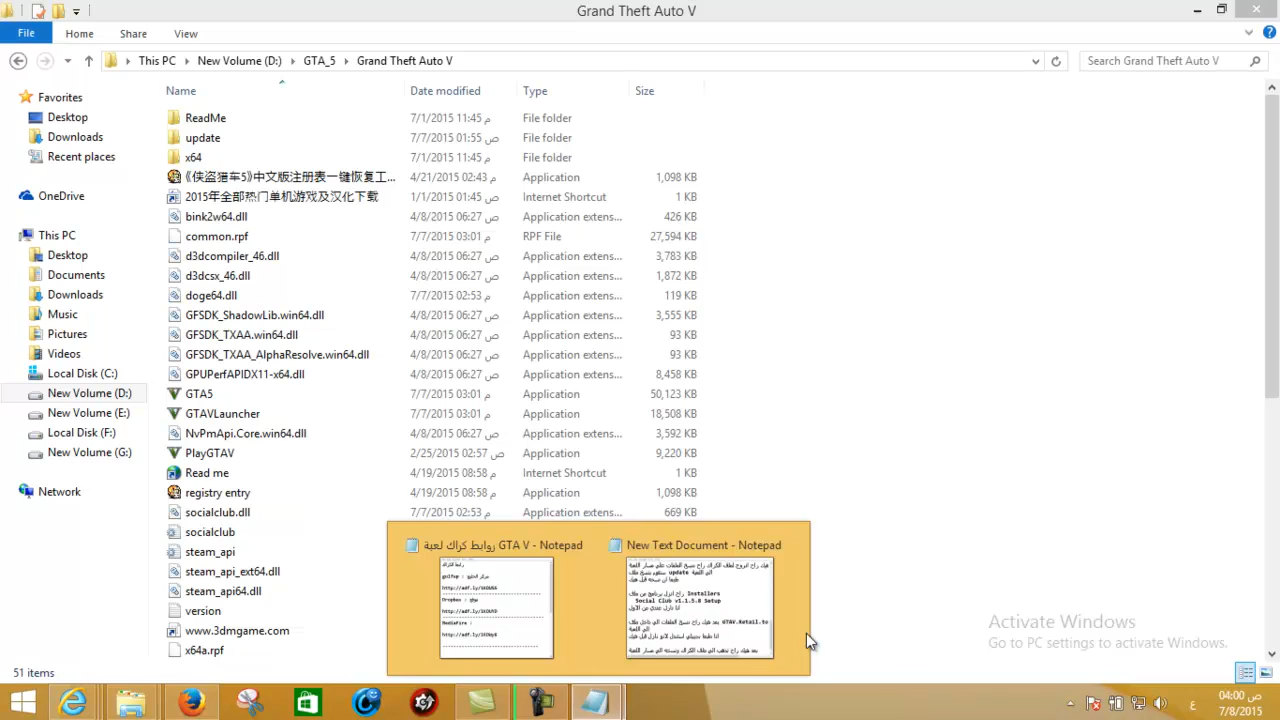 Grand Theft Auto V
File Home Share View
This PC New Volume (D:) GTA_5 Grand Theft Auto V
Search Grand Theft Auto V
Name Date modified Type Size
Favorites
Desktop
Downloads
Recent places
OneDrive
This PC
Desktop
Documents
Downloads
Music
Pictures
Videos
Local Disk (C:)
New Volume (D:)
New Volume (E:)
Local Disk (F:)
New Volume (G:)
Network
ReadMe 7/1/2015 11:45 م File folder
update 7/7/2015 01:55 ص File folder
x64 7/1/2015 11:45 م File folder
《侠盗猎车5》中文版注册表一键恢复工... 4/21/2015 02:43 م Application 1,098 KB
2015年全部热门单机游戏及汉化下载 1/1/2015 01:45 ص Internet Shortcut 1 KB
bink2w64.dll 4/8/2015 06:27 ص Application extens... 426 KB
common.rpf 7/7/2015 03:01 م RPF File 27,594 KB
d3dcompiler_46.dll 4/8/2015 06:27 ص Application extens... 3,783 KB
d3dcsx_46.dll 4/8/2015 06:27 ص Application extens... 1,872 KB
doge64.dll 7/7/2015 02:53 م Application extens... 119 KB
GFSDK_ShadowLib.win64.dll 4/8/2015 06:27 ص Application extens... 3,555 KB
GFSDK_TXAA.win64.dll 4/8/2015 06:27 ص Application extens... 93 KB
GFSDK_TXAA_AlphaResolve.win64.dll 4/8/2015 06:27 ص Application extens... 93 KB
GPUPerfAPIDX11-x64.dll 4/8/2015 06:27 ص Application extens... 8,458 KB
GTA5 7/7/2015 03:01 م Application 50,123 KB
GTAVLauncher 7/7/2015 03:01 م Application 18,508 KB
NvPmApi.Core.win64.dll 4/8/2015 06:27 ص Application extens... 3,592 KB
PlayGTAV 2/25/2015 02:57 ص Application 9,220 KB
Read me 4/19/2015 08:58 م Internet Shortcut 1 KB
registry entry 4/19/2015 08:58 م Application 1,098 KB
socialclub.dll 7/7/2015 02:53 م Application extens... 669 KB
socialclub
steam_api
steam_api_ext64.dll
steam_api64.dll
version
www.3dmgame.com
x64a.rpf
روابط كراك لعبة GTA V - Notepad
New Text Document - Notepad
golfup :
Dropbox :
MediaFire :
Installers
Social Club v1.1.5.8 Setup
Activate Windows
Go to PC settings to activate Windows.
51 items
ع
04:00 ص
7/8/2015